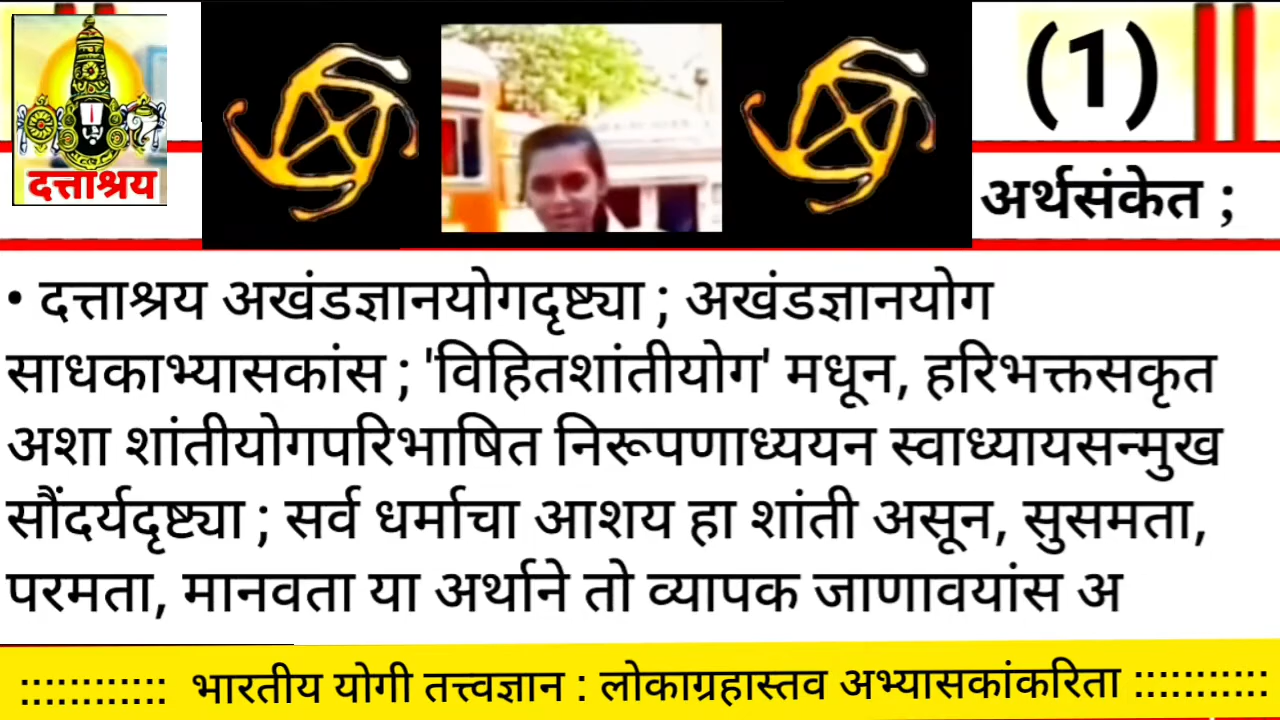 दत्ताश्रय
(1)
अर्थसंकेत ;
• दत्ताश्रय अखंडज्ञानयोगदृष्ट्या ; अखंडज्ञानयोग
साधकाभ्यासकांस ; 'विहितशांतीयोग' मधून, हरिभक्तसकृत
अशा शांतीयोगपरिभाषित निरूपणाध्ययन स्वाध्यायसन्मुख
सौंदर्यदृष्ट्या ; सर्व धर्माचा आशय हा शांती असून, सुसमता,
परमता, मानवता या अर्थाने तो व्यापक जाणावयांस अ
:::::::::::: भारतीय योगी तत्त्वज्ञान : लोकाग्रहास्तव अभ्यासकांकरिता ::::::::::::